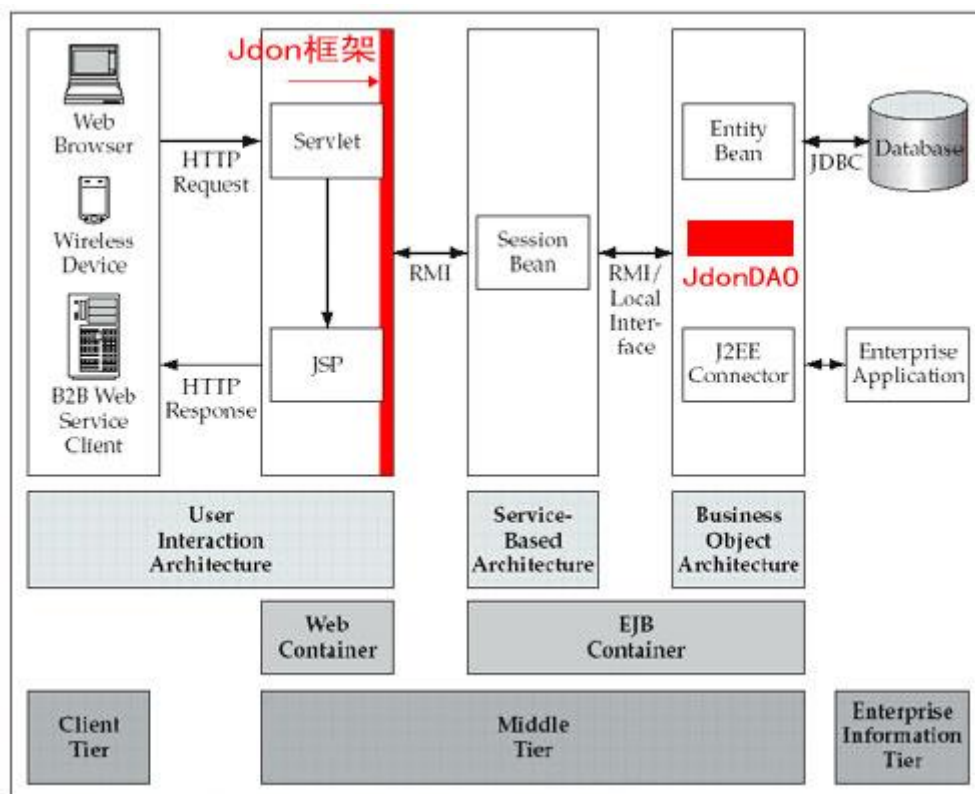 Jdon框架
Web
Browser
Wireless
Device
B2B Web
Service
Client
HTTP
Request
HTTP
Response
Servlet
JSP
RMI
Session
Bean
RMI/
Local
Inter-
face
Entity
Bean
JdonDAO
J2EE
Connector
JDBC
Database
Enterprise
Application
User
Interaction
Architecture
Service-
Based
Architecture
Business
Object
Architecture
Web
Container
EJB
Container
Client
Tier
Middle
Tier
Enterprise
Information
Tier